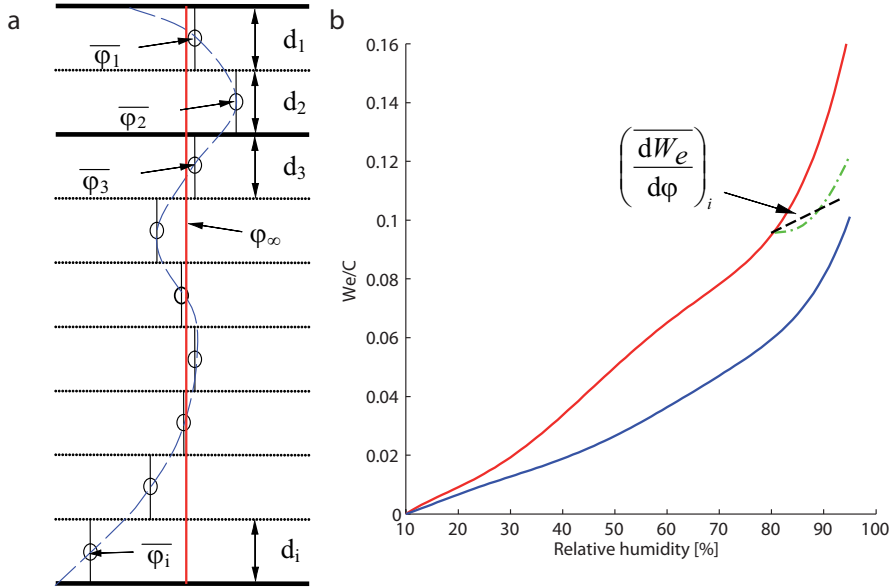 a
φ̅₁
d₁
φ̅₂
d₂
φ̅₃
d₃
φ∞
φ̅ᵢ
dᵢ
b
We/C
0.16
0.14
0.12
0.1
0.08
0.06
0.04
0.02
0
(dWₑ/dφ)ᵢ
10 20 30 40 50 60 70 80 90 100
Relative humidity [%]